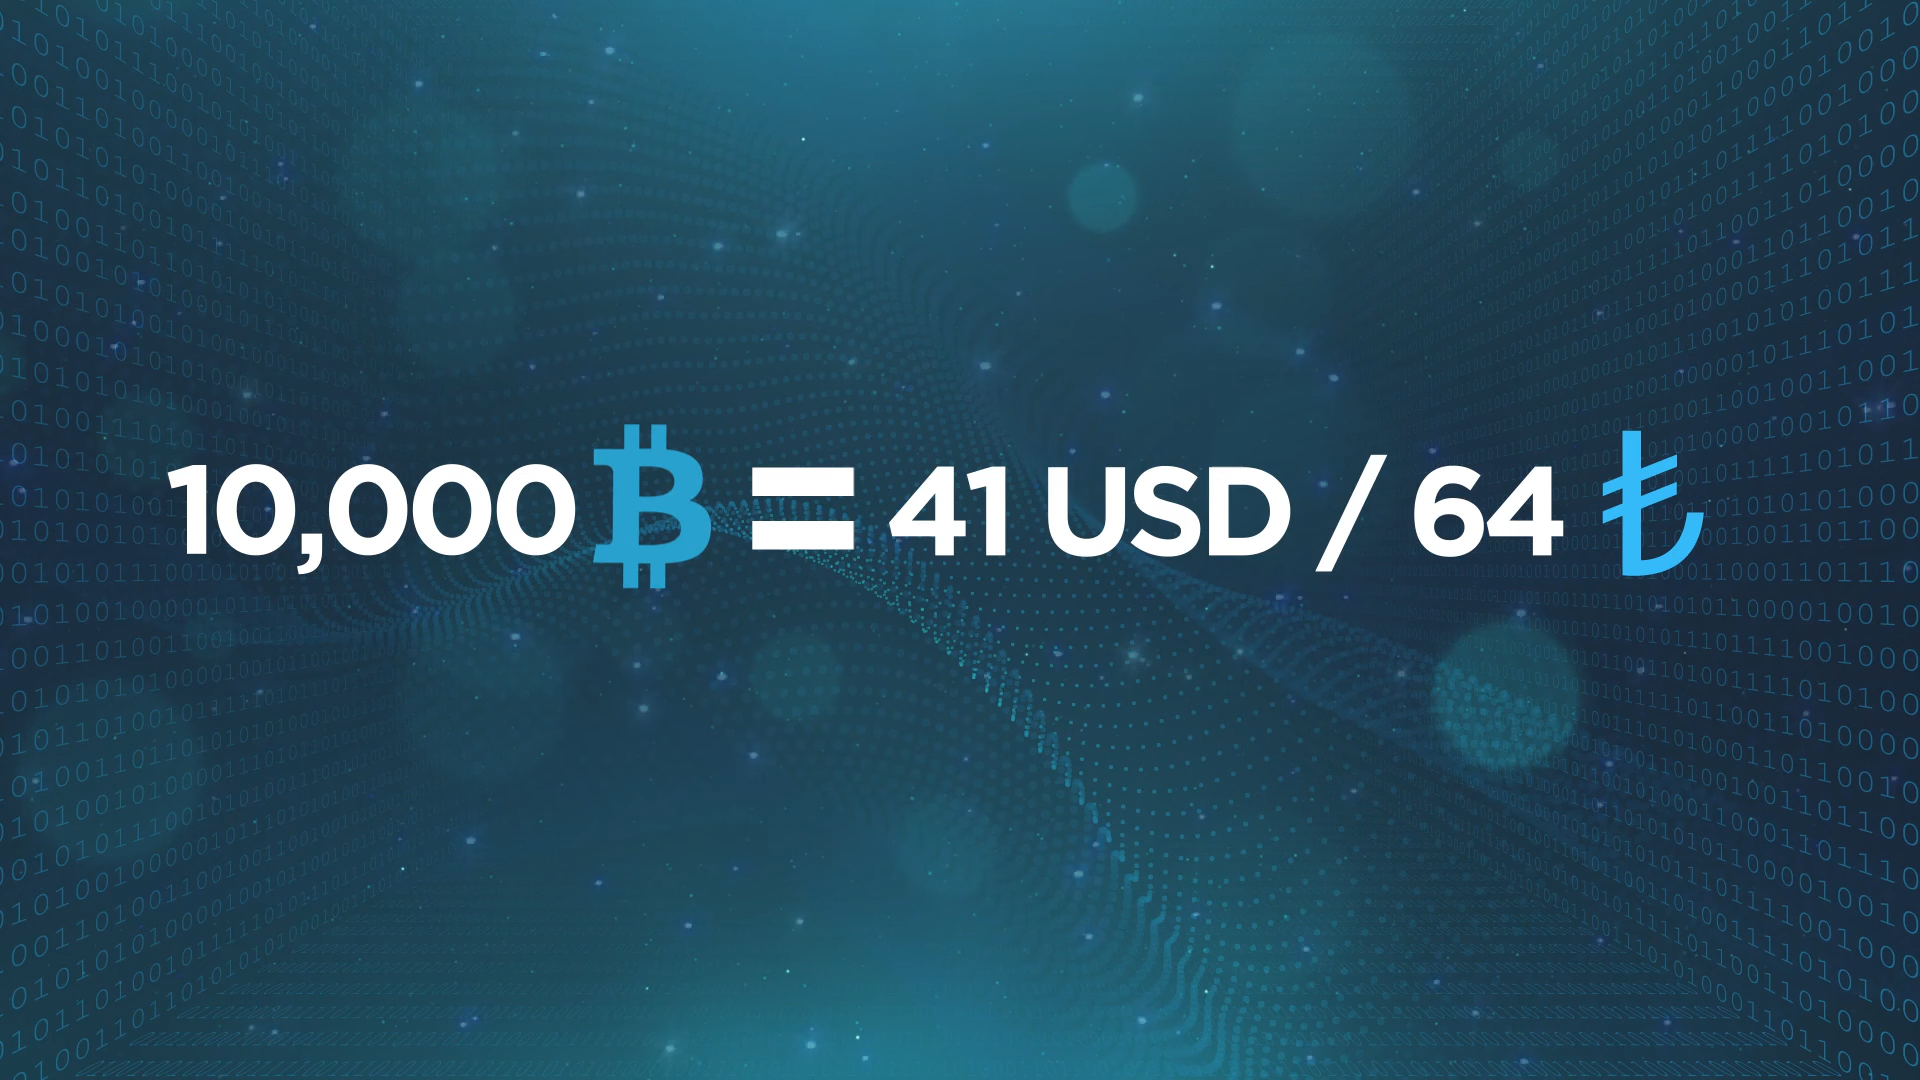 10,000 ₿ = 41 USD / 64 ₺